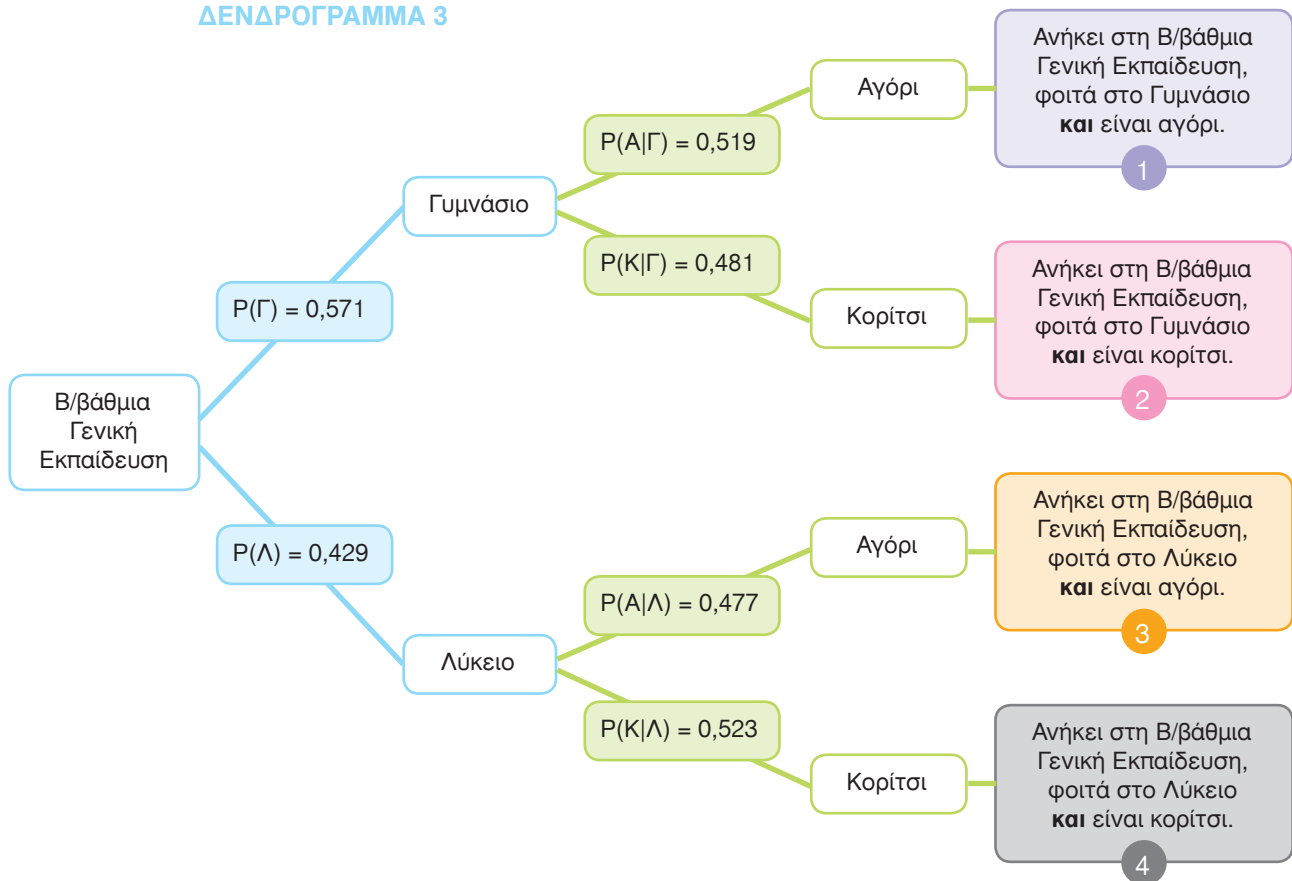 ΔΕΝΔΡΟΓΡΑΜΜΑ 3
Β/βάθμια
Γενική
Εκπαίδευση
P(Γ) = 0,571
P(Λ) = 0,429
Γυμνάσιο
Λύκειο
P(A|Γ) = 0,519
P(K|Γ) = 0,481
P(A|Λ) = 0,477
P(K|Λ) = 0,523
Αγόρι
Κορίτσι
Αγόρι
Κορίτσι
Ανήκει στη Β/βάθμια
Γενική Εκπαίδευση,
φοιτά στο Γυμνάσιο
και είναι αγόρι.
1
Ανήκει στη Β/βάθμια
Γενική Εκπαίδευση,
φοιτά στο Γυμνάσιο
και είναι κορίτσι.
2
Ανήκει στη Β/βάθμια
Γενική Εκπαίδευση,
φοιτά στο Λύκειο
και είναι αγόρι.
3
Ανήκει στη Β/βάθμια
Γενική Εκπαίδευση,
φοιτά στο Λύκειο
και είναι κορίτσι.
4